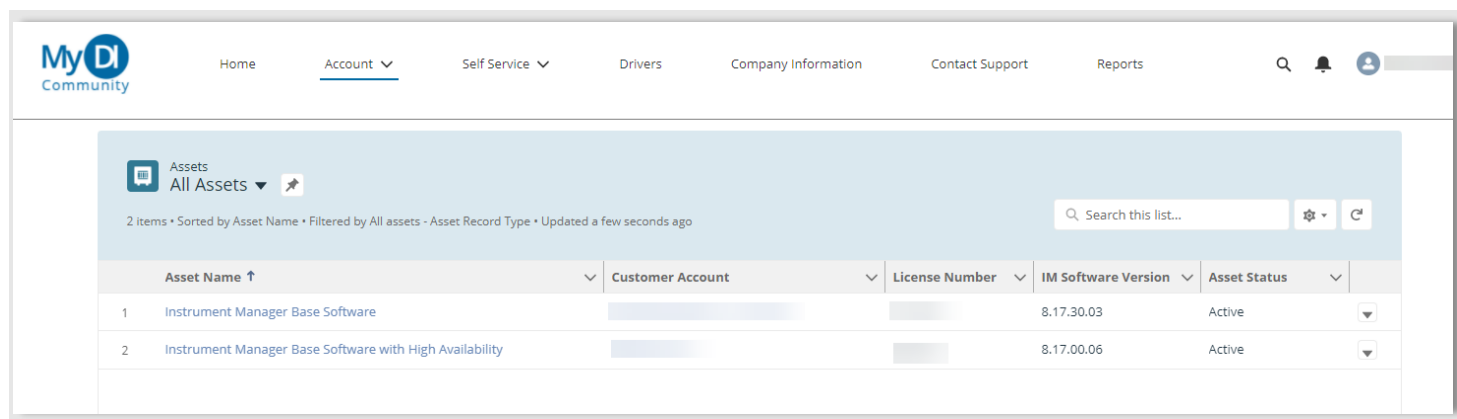 My DI
Community
Home Account Self Service Drivers Company Information Contact Support Reports
Assets
All Assets
2 items • Sorted by Asset Name • Filtered by All assets - Asset Record Type • Updated a few seconds ago
Search this list...
Asset Name ↑ Customer Account License Number IM Software Version Asset Status
1 Instrument Manager Base Software 8.17.30.03 Active
2 Instrument Manager Base Software with High Availability 8.17.00.06 Active